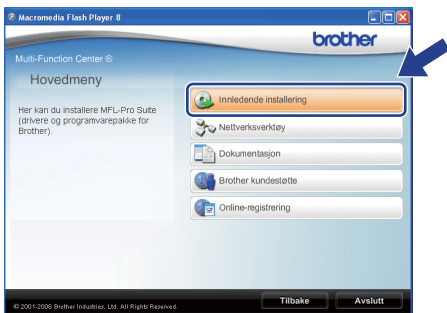 Macromedia Flash Player 8
brother
Multi-Function Center ®
Hovedmeny
Her kan du installere MFL-Pro Suite
(drivere og programvarepakke for
Brother).
Innledende installering
Nettverksverktøy
Dokumentasjon
Brother kundestøtte
Online-registrering
© 2001-2008 Brother Industries, Ltd. All Rights Reserved.
Tilbake
Avslutt